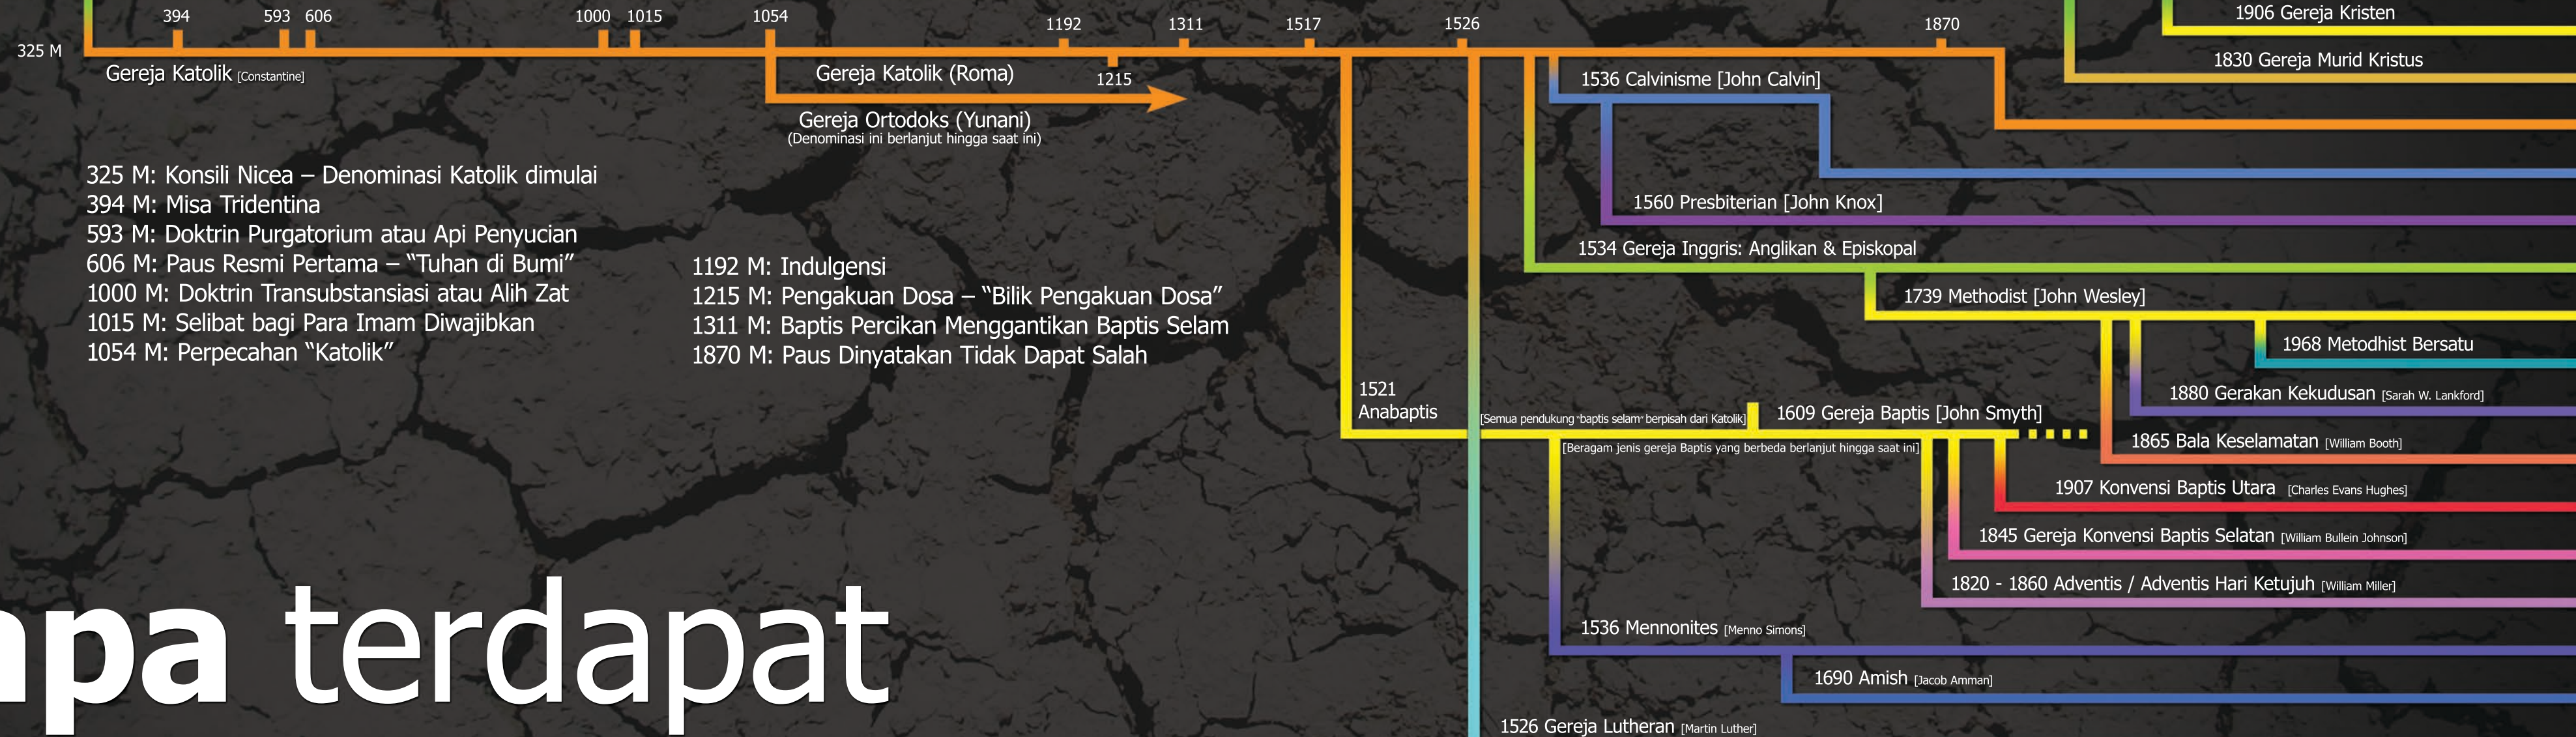 394
593
606
1000
1015
1054
1192
1311
1517
1526
1870
1906 Gereja Kristen
325 M
1830 Gereja Murid Kristus
Gereja Katolik [Constantine]
Gereja Katolik (Roma)
1215
1536 Calvinisme [John Calvin]
Gereja Ortodoks (Yunani)
(Denominasi ini berlanjut hingga saat ini)
325 M: Konsili Nicea – Denominasi Katolik dimulai
394 M: Misa Tridentina
593 M: Doktrin Purgatorium atau Api Penyucian
606 M: Paus Resmi Pertama – “Tuhan di Bumi”
1000 M: Doktrin Transubstansiasi atau Alih Zat
1015 M: Selibat bagi Para Imam Diwajibkan
1054 M: Perpecahan “Katolik”
1192 M: Indulgensi
1215 M: Pengakuan Dosa – “Bilik Pengakuan Dosa”
1311 M: Baptis Percikan Menggantikan Baptis Selam
1870 M: Paus Dinyatakan Tidak Dapat Salah
1560 Presbiterian [John Knox]
1534 Gereja Inggris: Anglikan & Episkopal
1739 Methodist [John Wesley]
1968 Metodhist Bersatu
1880 Gerakan Kekudusan [Sarah W. Lankford]
1521
Anabaptis
[Semua pendukung "baptis selam" berpisah dari Katolik]
1609 Gereja Baptis [John Smyth]
[Beragam jenis gereja Baptis yang berbeda berlanjut hingga saat ini]
1865 Bala Keselamatan [William Booth]
1907 Konvensi Baptis Utara [Charles Evans Hughes]
1845 Gereja Konvensi Baptis Selatan [William Bullein Johnson]
1820 - 1860 Adventis / Adventis Hari Ketujuh [William Miller]
1536 Mennonites [Menno Simons]
1690 Amish [Jacob Amman]
1526 Gereja Lutheran [Martin Luther]
apa terdapat